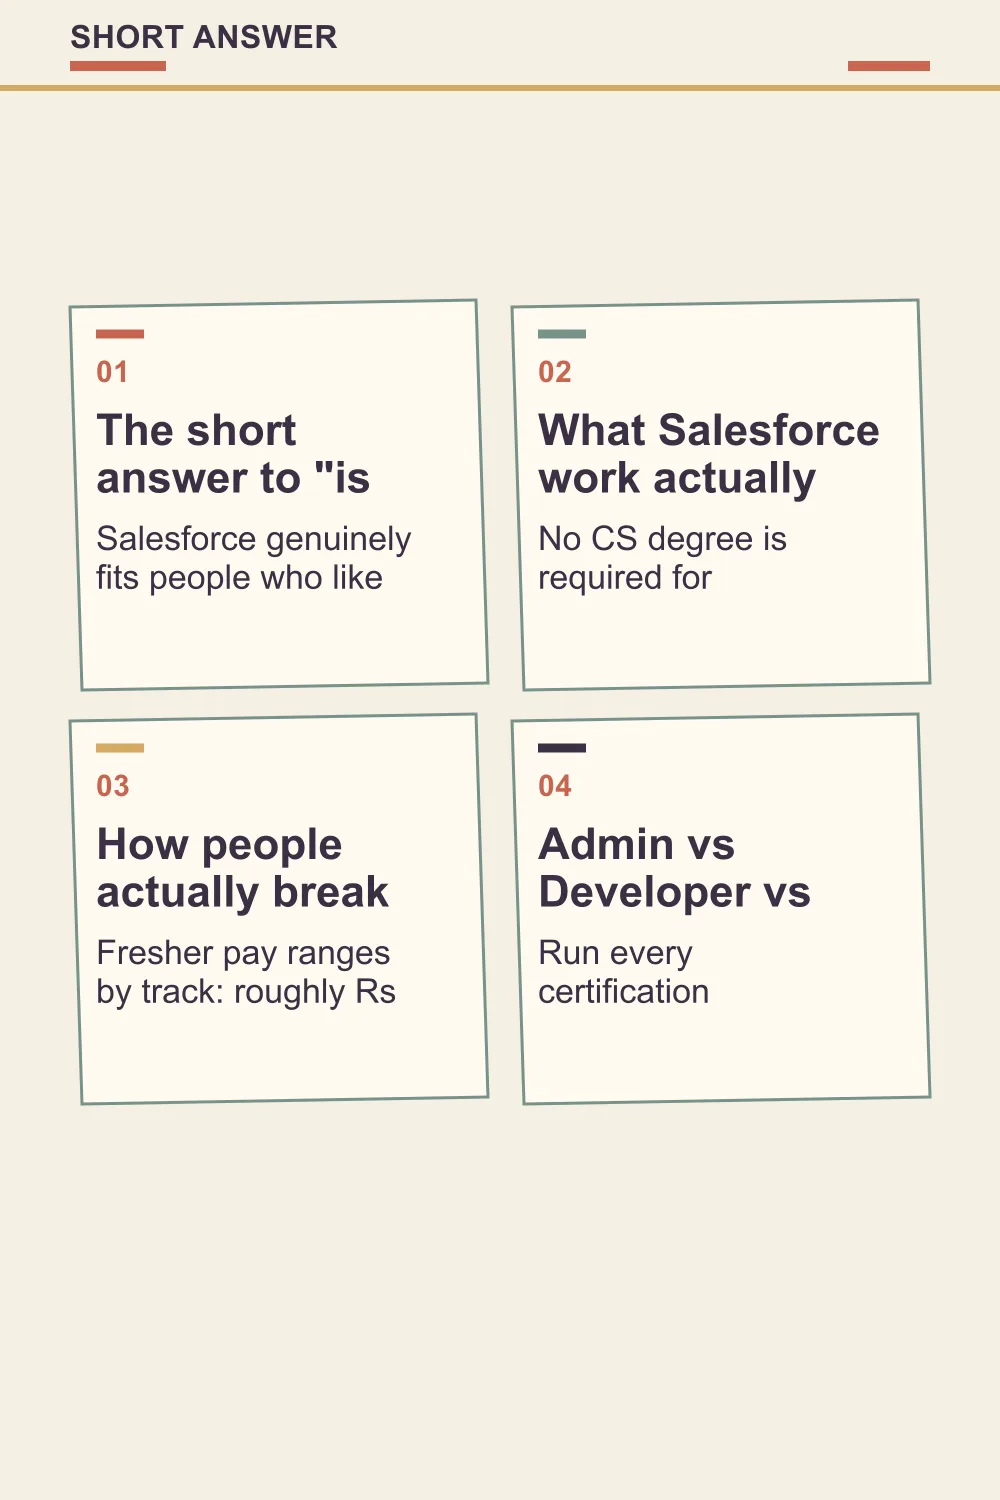 SHORT ANSWER
01
The short
answer to "is
Salesforce genuinely
fits people who like
02
What Salesforce
work actually
No CS degree is
required for
03
How people
actually break
Fresher pay ranges
by track: roughly Rs
04
Admin vs
Developer vs
Run every
certification